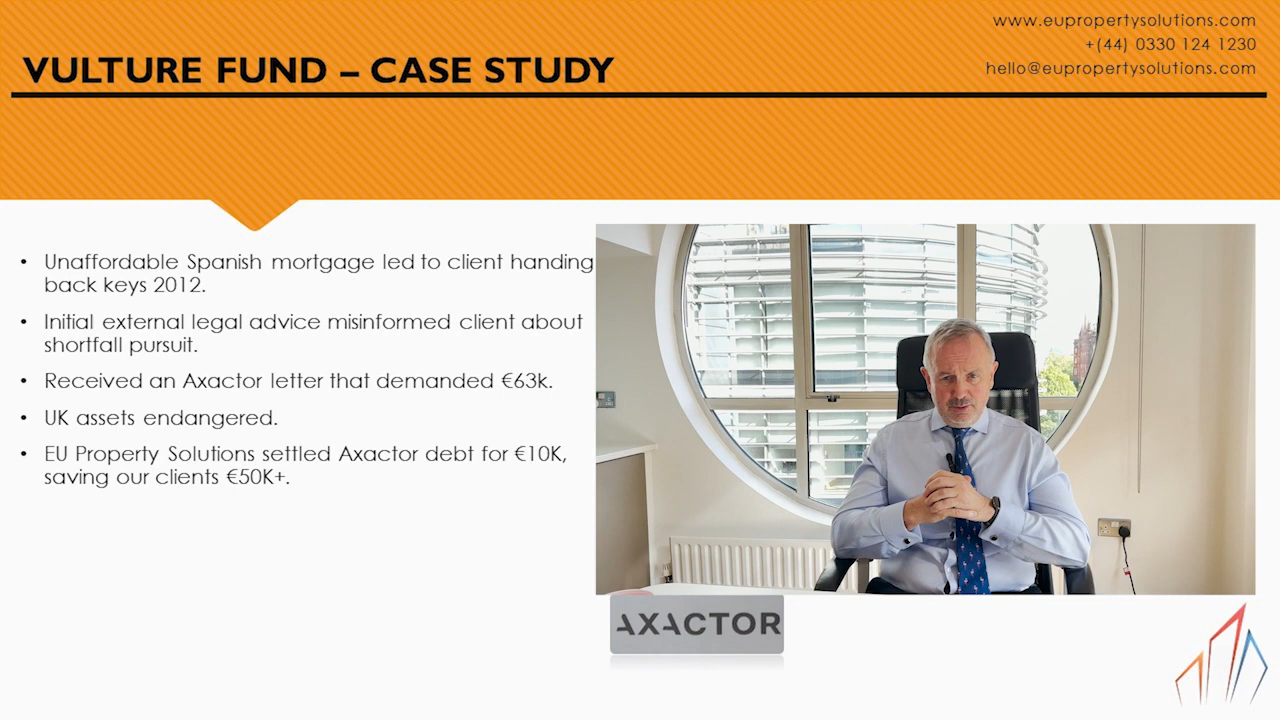 www.eupropertysolutions.com
+(44) 0330 124 1230
hello@eupropertysolutions.com
VULTURE FUND – CASE STUDY
• Unaffordable Spanish mortgage led to client handing
back keys 2012.
• Initial external legal advice misinformed client about
shortfall pursuit.
• Received an Axactor letter that demanded €63k.
• UK assets endangered.
• EU Property Solutions settled Axactor debt for €10K,
saving our clients €50K+.
AXACTOR